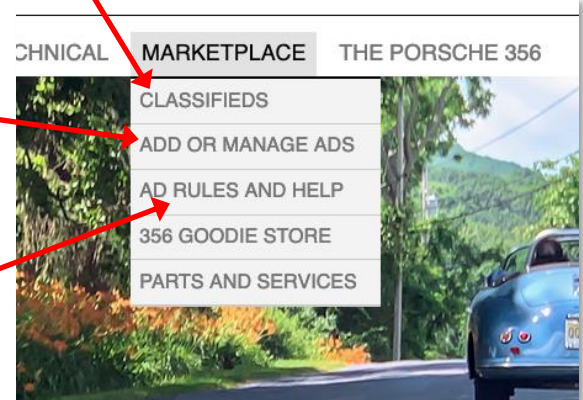 CHNICAL MARKETPLACE THE PORSCHE 356
CLASSIFIEDS
ADD OR MANAGE ADS
AD RULES AND HELP
356 GOODIE STORE
PARTS AND SERVICES